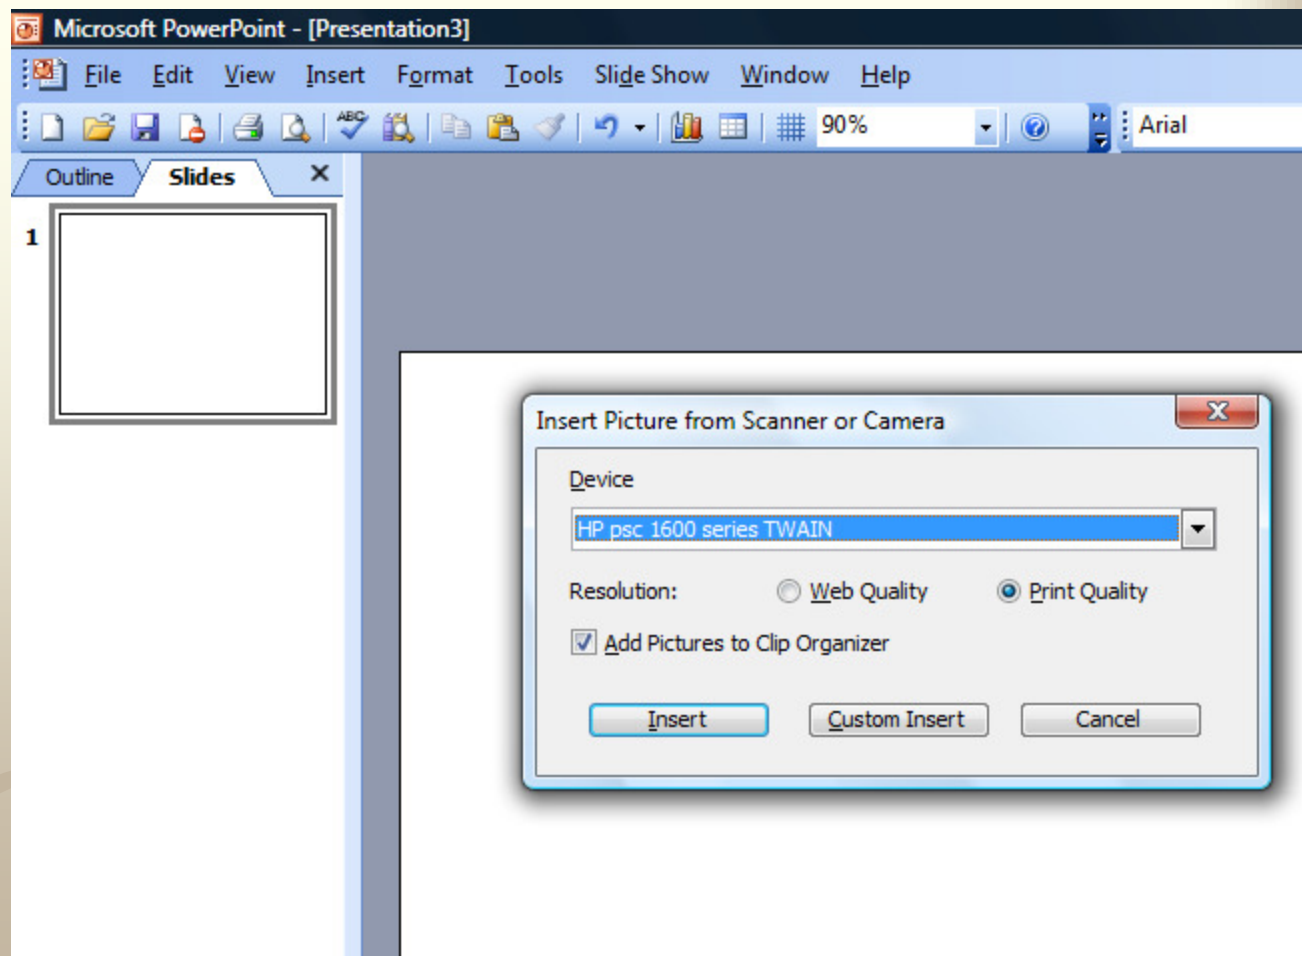 Microsoft PowerPoint - [Presentation3]
File Edit View Insert Format Tools Slide Show Window Help
ABC 90% Arial
Outline Slides
1
Insert Picture from Scanner or Camera
Device
HP psc 1600 series TWAIN
Resolution: Web Quality Print Quality
Add Pictures to Clip Organizer
Insert Custom Insert Cancel